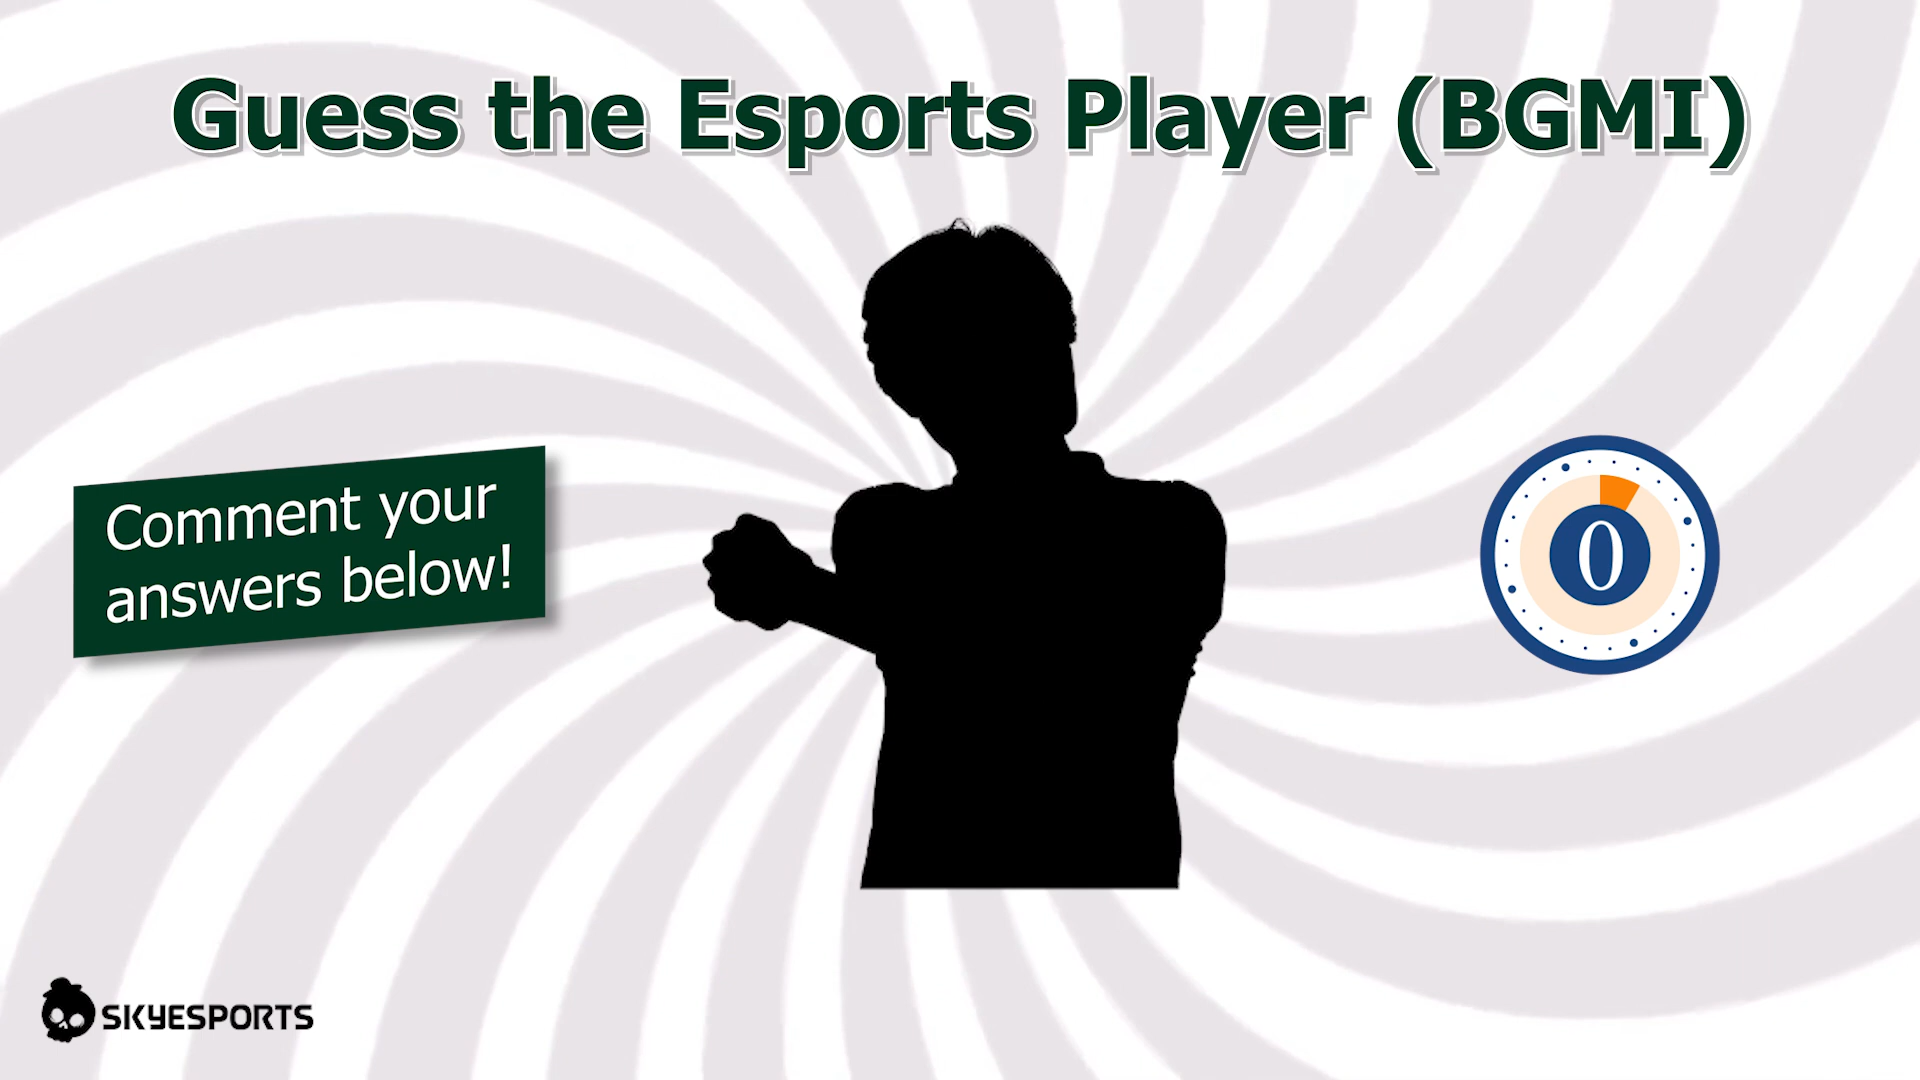 Guess the Esports Player (BGMI)
Comment your
answers below!
0
SKYESPORTS